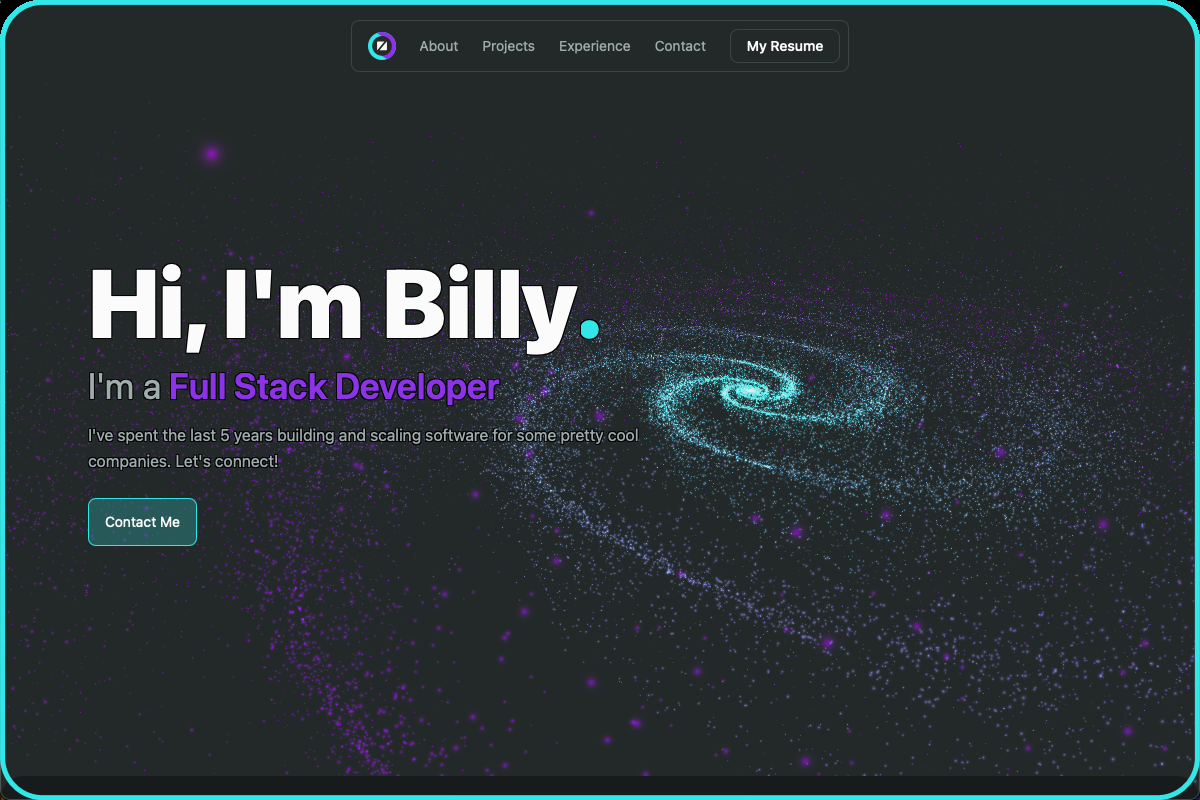 About Projects Experience Contact My Resume
Hi, I'm Billy.
I'm a Full Stack Developer
I've spent the last 5 years building and scaling software for some pretty cool
companies. Let's connect!
Contact Me